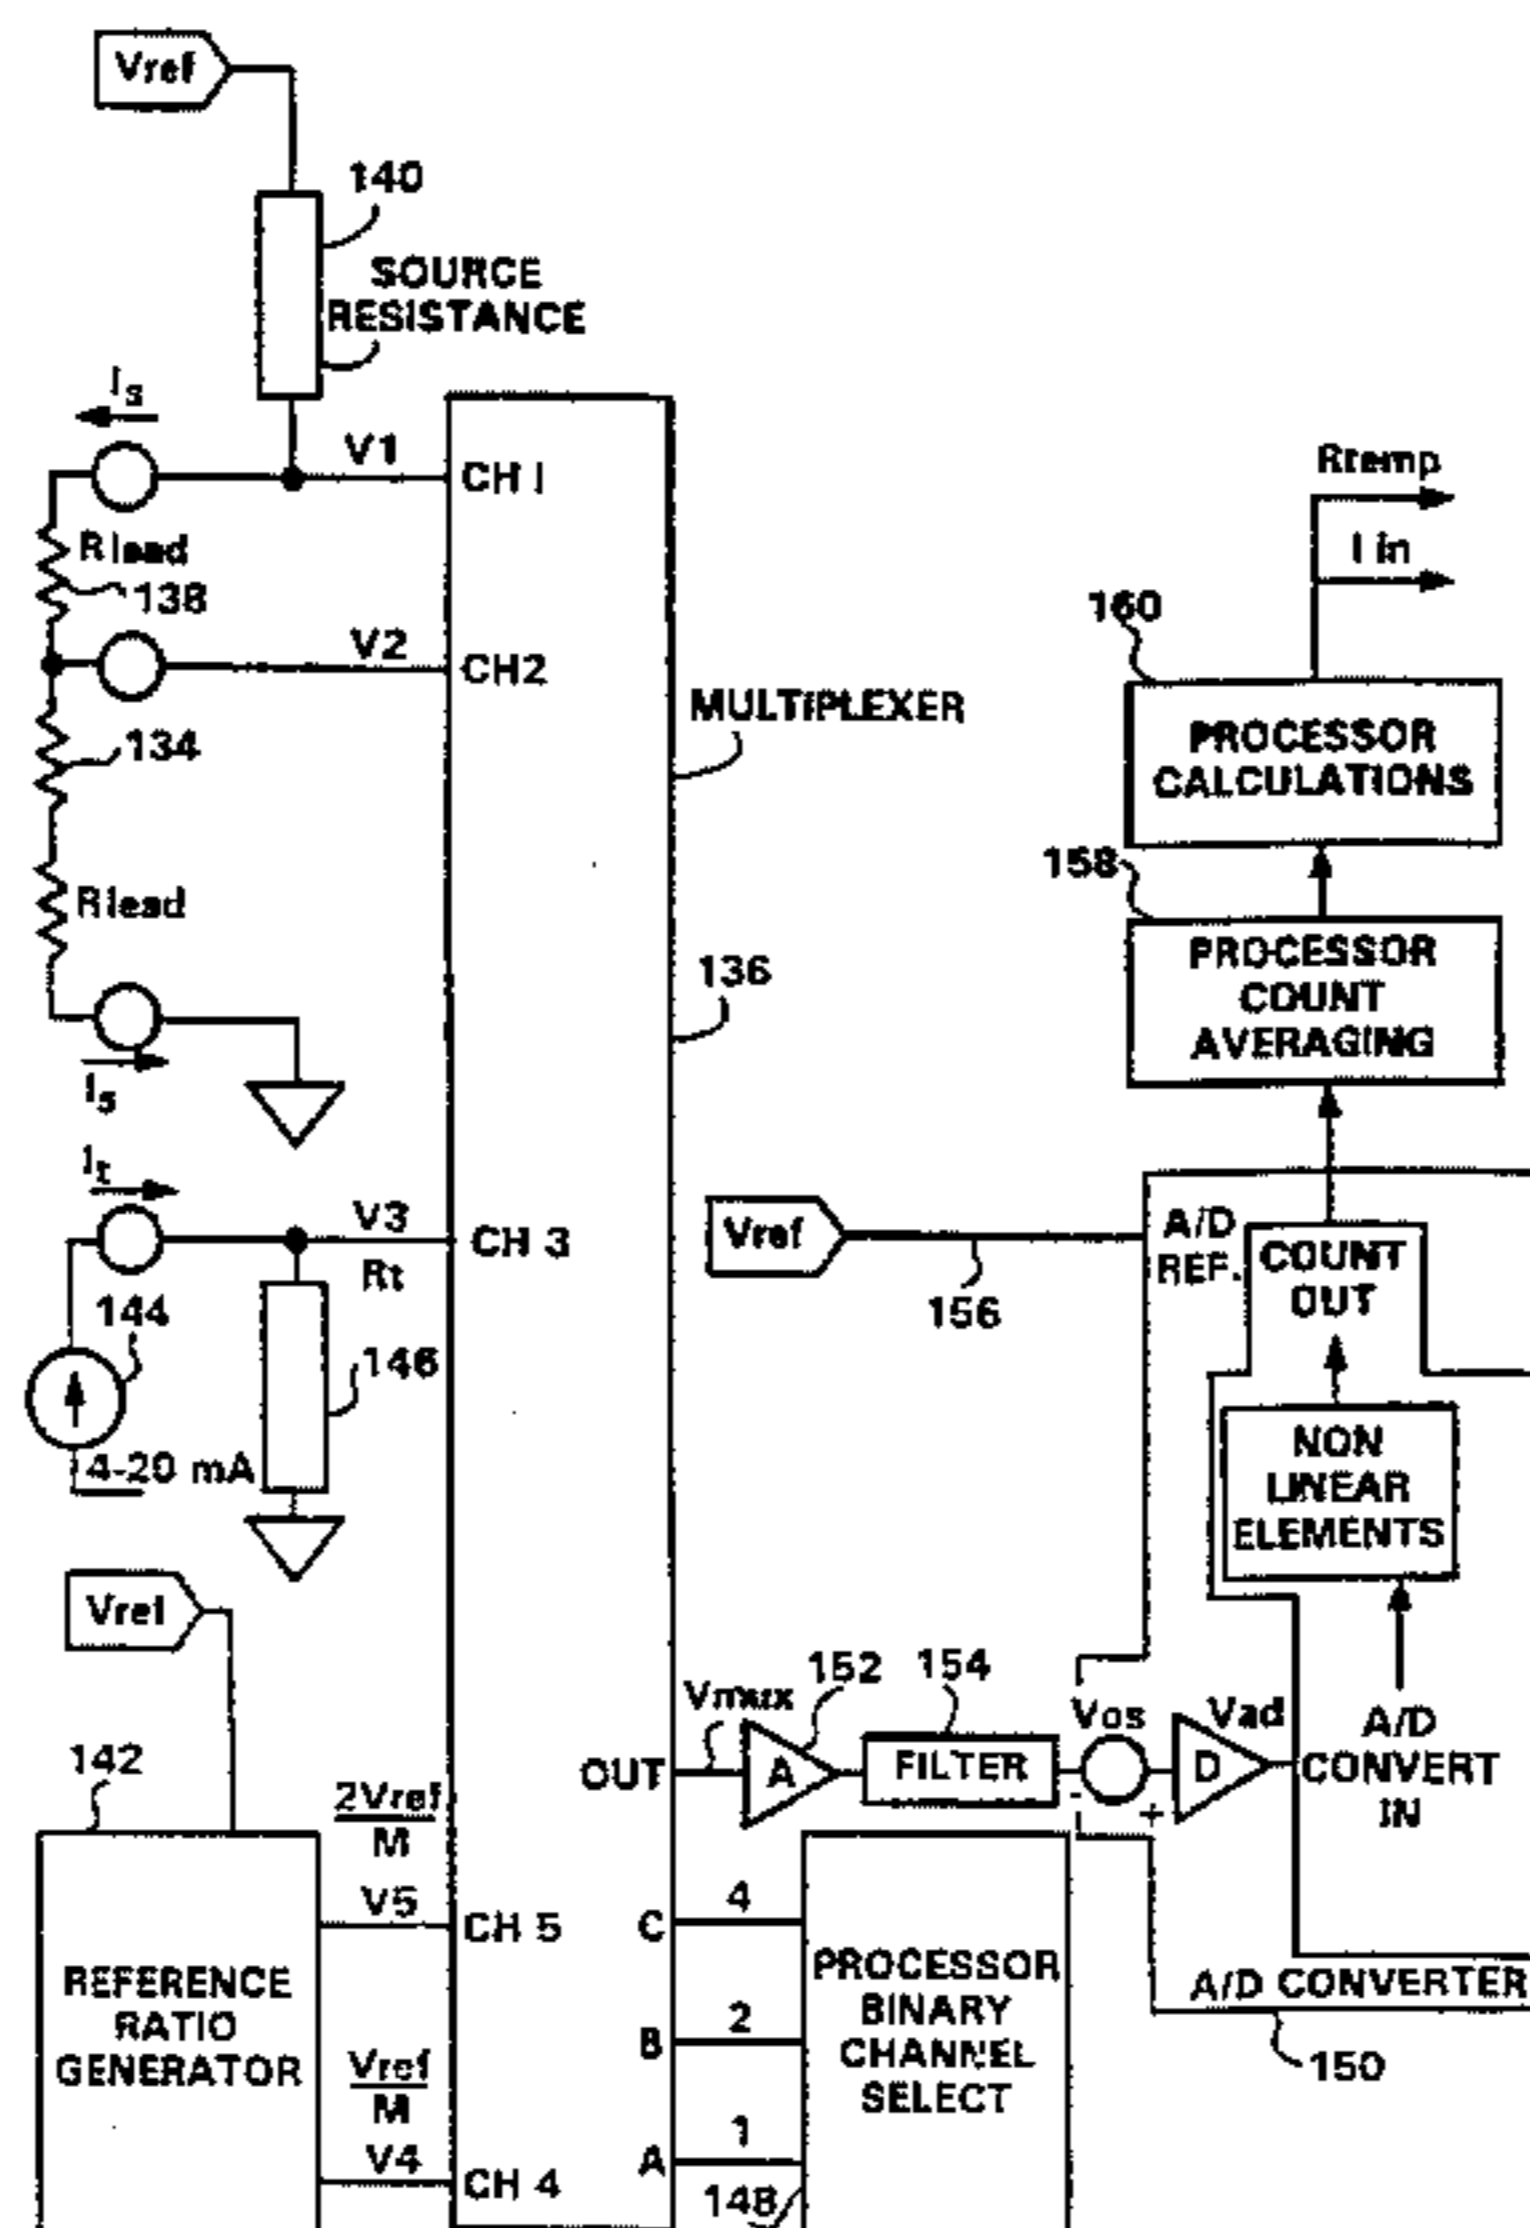 Vref
140
SOURCE
RESISTANCE
Is
V1
CH 1
Rlead
138
V2
CH2
134
MULTIPLEXER
Rlead
136
Is
It
V3
CH 3
Rt
144
146
4-20 mA
Vref
156
Vref
142
REFERENCE
RATIO
GENERATOR
2Vref
M
V5
CH 5
Vref
M
V4
CH 4
OUT
C
B
A
4
2
1
148
PROCESSOR
BINARY
CHANNEL
SELECT
Vmux
A
152
154
FILTER
Vos
-
+
D
Vad
A/D
CONVERT
IN
A/D CONVERTER
150
NON
LINEAR
ELEMENTS
A/D
REF.
COUNT
OUT
158
PROCESSOR
COUNT
AVERAGING
160
PROCESSOR
CALCULATIONS
Rtemp
I in